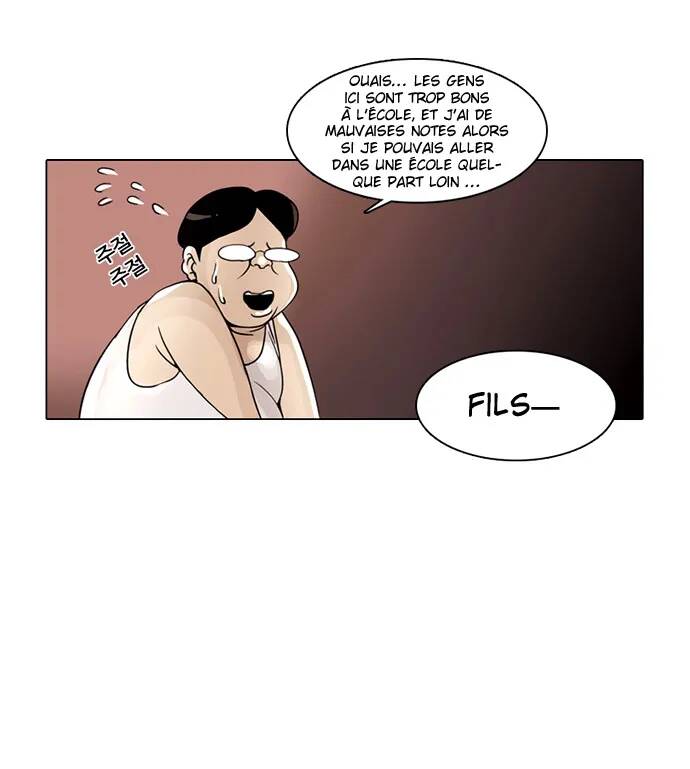 OUAIS... LES GENS
ICI SONT TROP BONS
À L'ÉCOLE, ET J'AI DE
MAUVAISES NOTES ALORS
SI JE POUVAIS ALLER
DANS UNE ÉCOLE QUEL-
QUE PART LOIN ...
주절
주절
FILS—